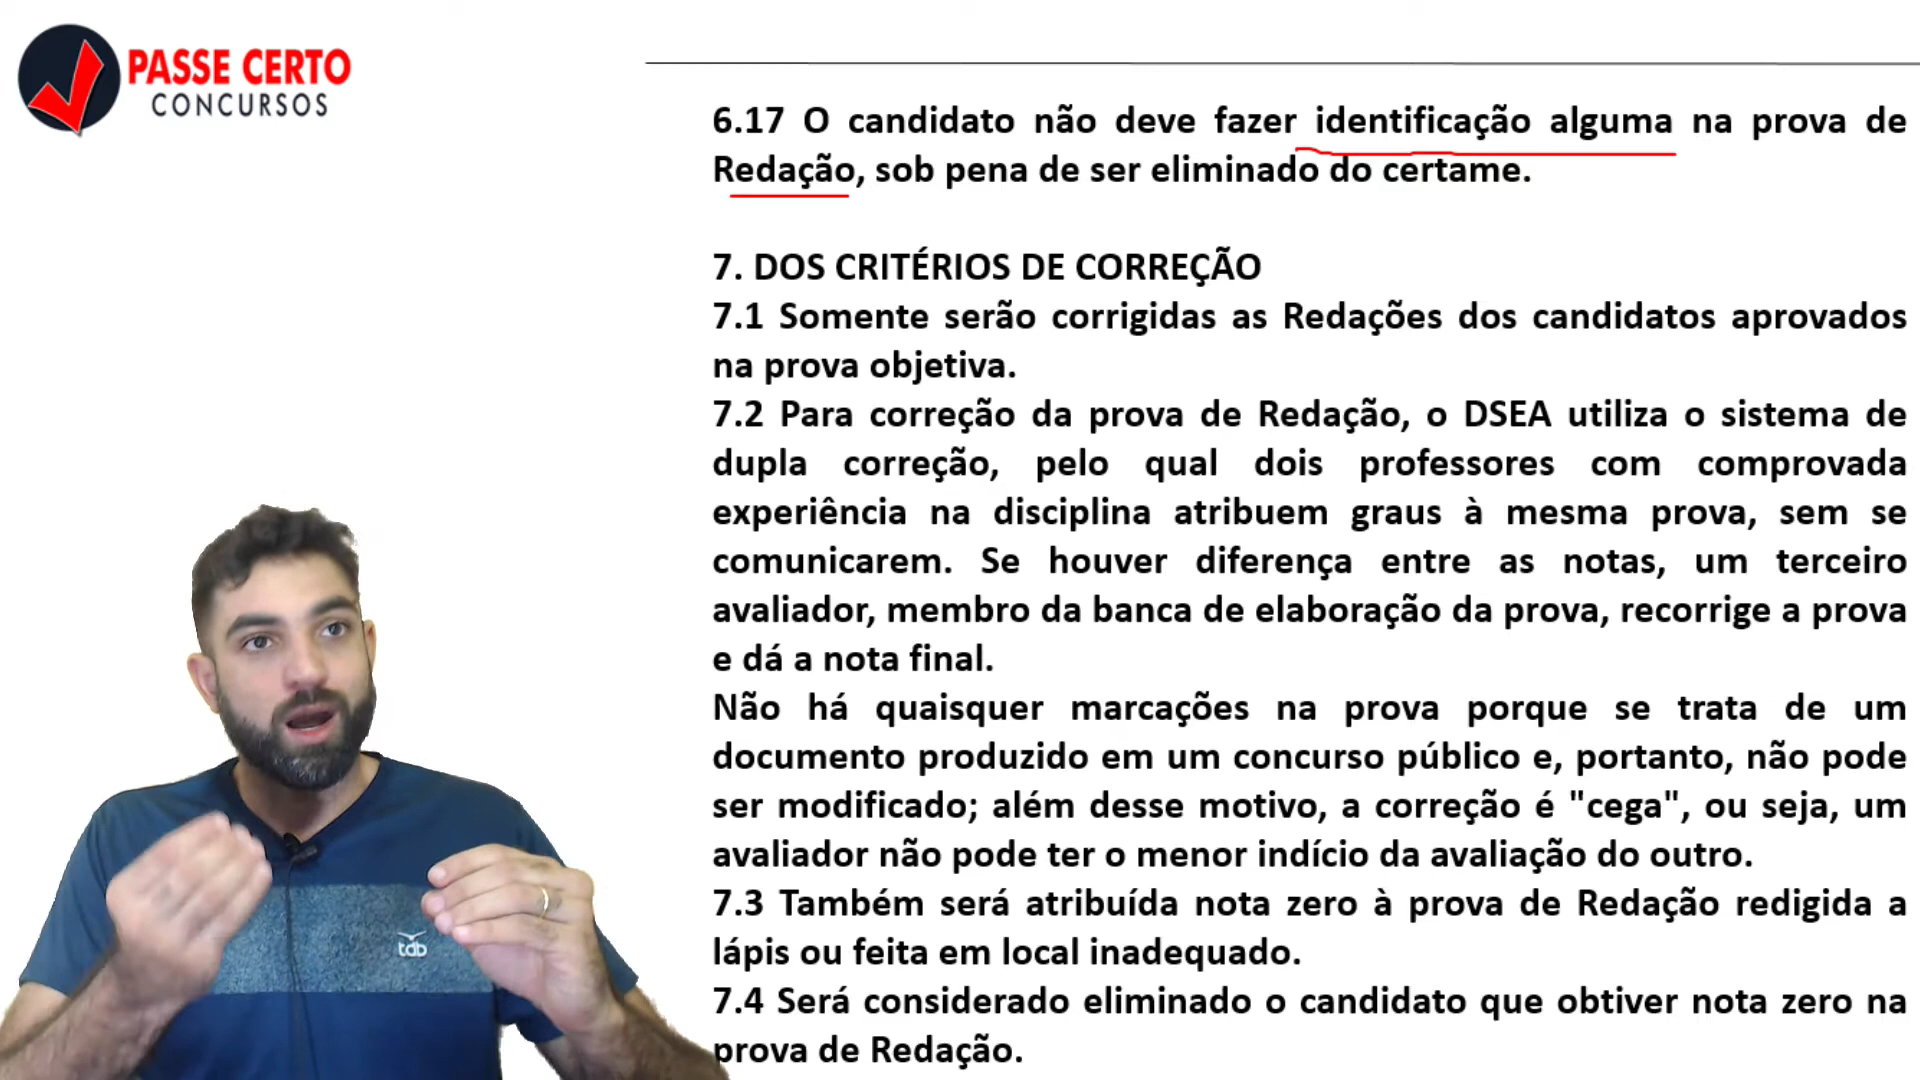 PASSE CERTO
CONCURSOS
6.17 O candidato não deve fazer identificação alguma na prova de
Redação, sob pena de ser eliminado do certame.
7. DOS CRITÉRIOS DE CORREÇÃO
7.1 Somente serão corrigidas as Redações dos candidatos aprovados
na prova objetiva.
7.2 Para correção da prova de Redação, o DSEA utiliza o sistema de
dupla correção, pelo qual dois professores com comprovada
experiência na disciplina atribuem graus à mesma prova, sem se
comunicarem. Se houver diferença entre as notas, um terceiro
avaliador, membro da banca de elaboração da prova, recorrige a prova
e dá a nota final.
Não há quaisquer marcações na prova porque se trata de um
documento produzido em um concurso público e, portanto, não pode
ser modificado; além desse motivo, a correção é "cega", ou seja, um
avaliador não pode ter o menor indício da avaliação do outro.
7.3 Também será atribuída nota zero à prova de Redação redigida a
lápis ou feita em local inadequado.
7.4 Será considerado eliminado o candidato que obtiver nota zero na
prova de Redação.
tdb